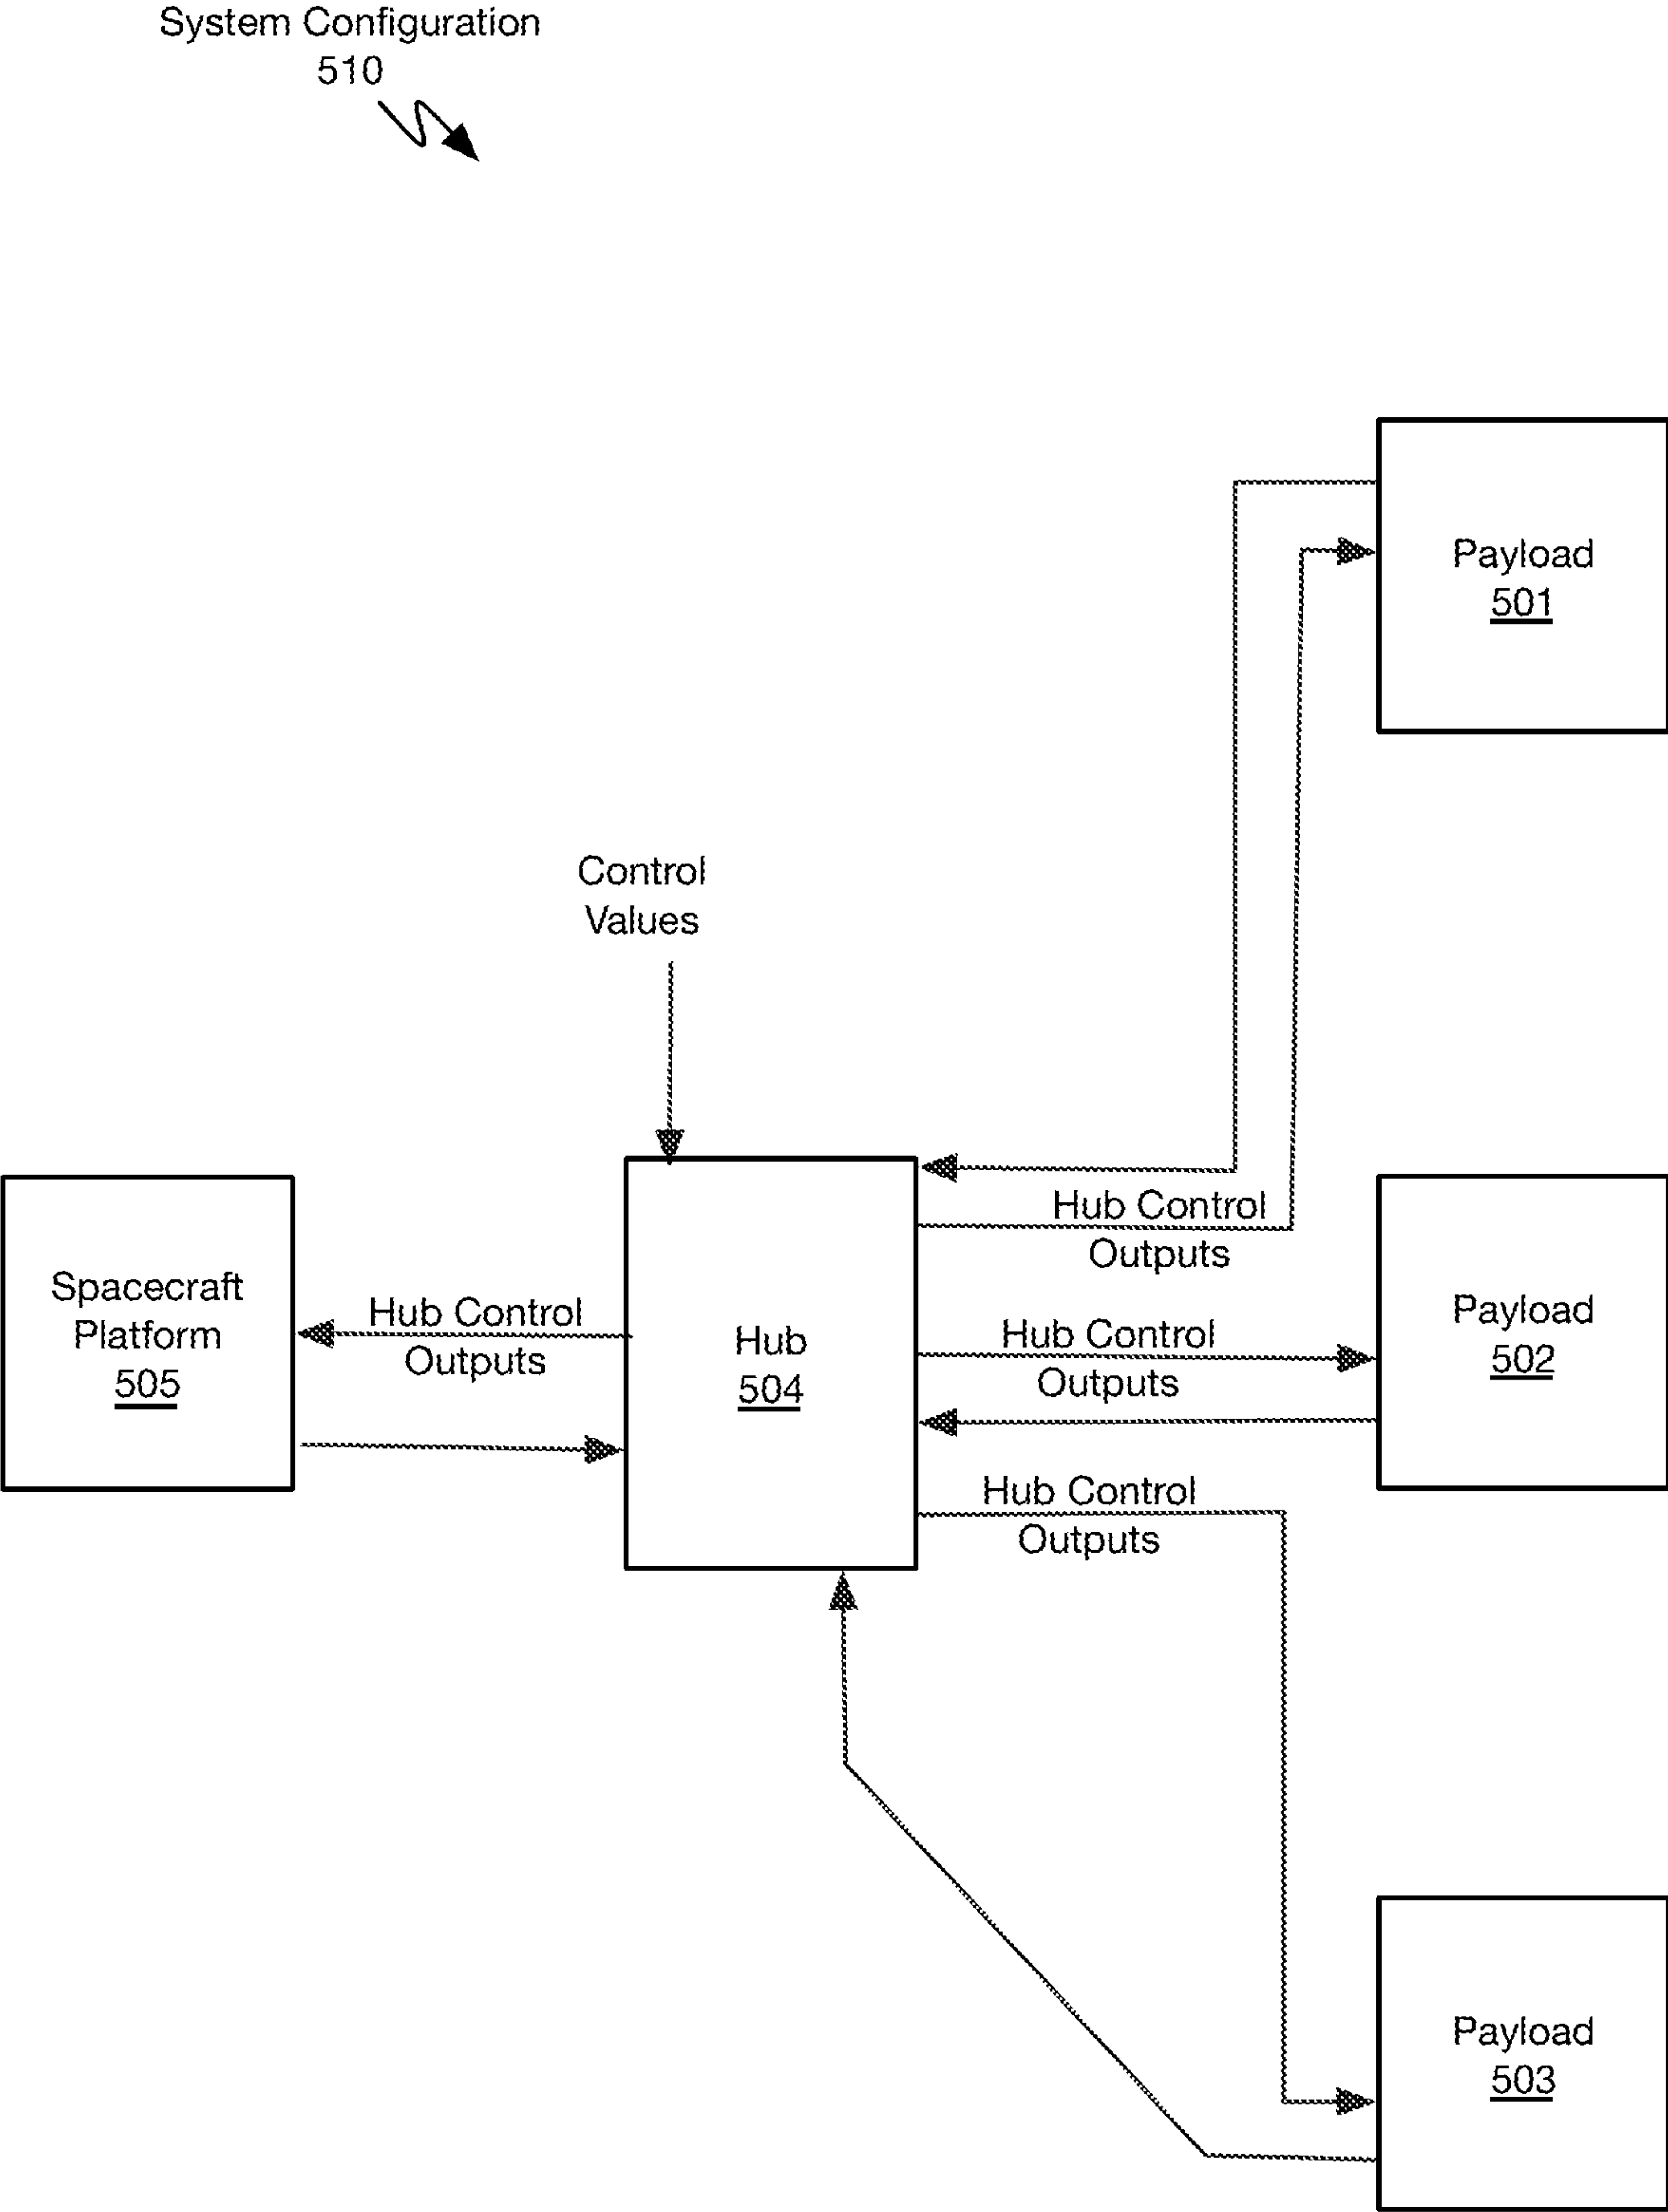 System Configuration
510
Payload
501
Control
Values
Hub Control
Outputs
Spacecraft
Platform
505
Hub Control
Outputs
Hub
504
Hub Control
Outputs
Payload
502
Hub Control
Outputs
Payload
503